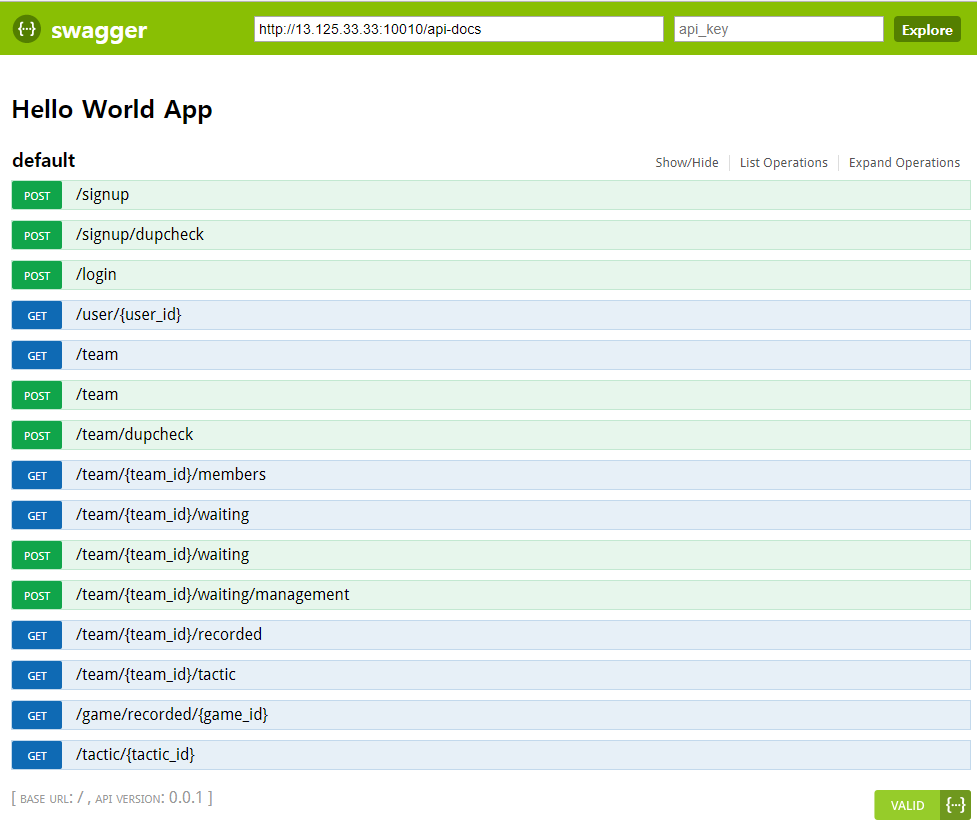 {···} swagger http://13.125.33.33:10010/api-docs api_key Explore
Hello World App
default Show/Hide List Operations Expand Operations
POST /signup
POST /signup/dupcheck
POST /login
GET /user/{user_id}
GET /team
POST /team
POST /team/dupcheck
GET /team/{team_id}/members
GET /team/{team_id}/waiting
POST /team/{team_id}/waiting
POST /team/{team_id}/waiting/management
GET /team/{team_id}/recorded
GET /team/{team_id}/tactic
GET /game/recorded/{game_id}
GET /tactic/{tactic_id}
[ BASE URL: / , API VERSION: 0.0.1 ]
VALID {···}